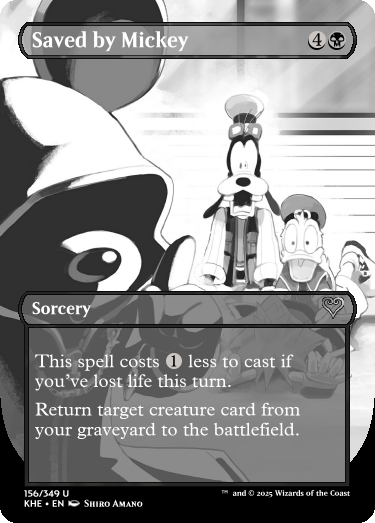 Saved by Mickey 4
Sorcery
This spell costs 1 less to cast if
you've lost life this turn.
Return target creature card from
your graveyard to the battlefield.
156/349 U
KHE • EN Shiro Amano
™ and © 2025 Wizards of the Coast